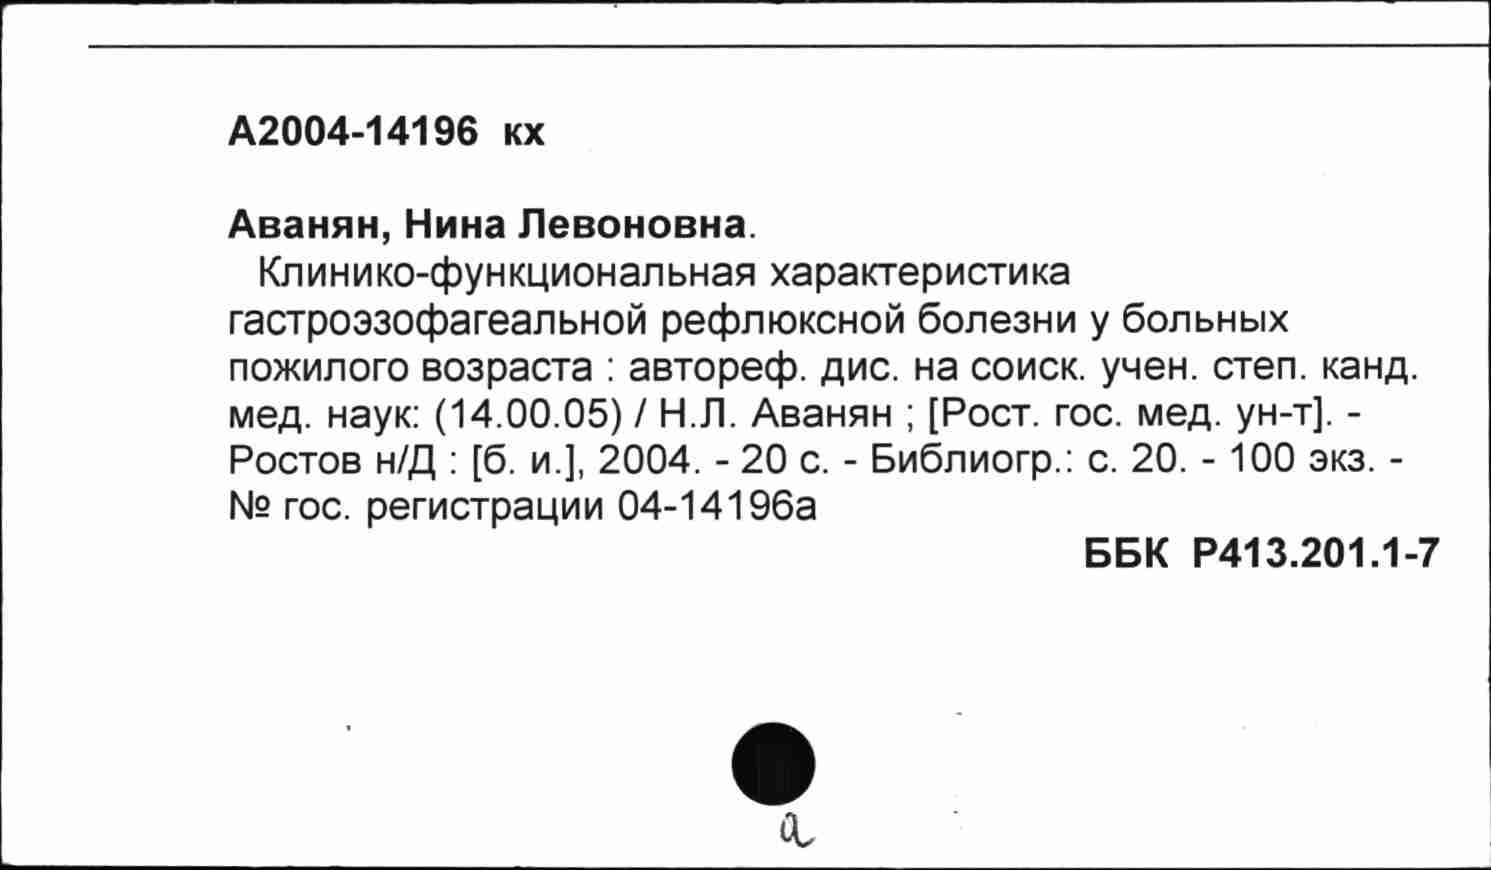 А2004-14196 кх
Аванян, Нина Левоновна.
Клинико-функциональная характеристика
гастроэзофагеальной рефлюксной болезни у больных
пожилого возраста : автореф. дис. на соиск. учен. степ. канд.
мед. наук: (14.00.05) / Н.Л. Аванян ; [Рост. гос. мед. ун-т]. -
Ростов н/Д : [б. и.], 2004. - 20 с. - Библиогр.: с. 20. - 100 экз. -
№ гос. регистрации 04-14196а
ББК Р413.201.1-7
а